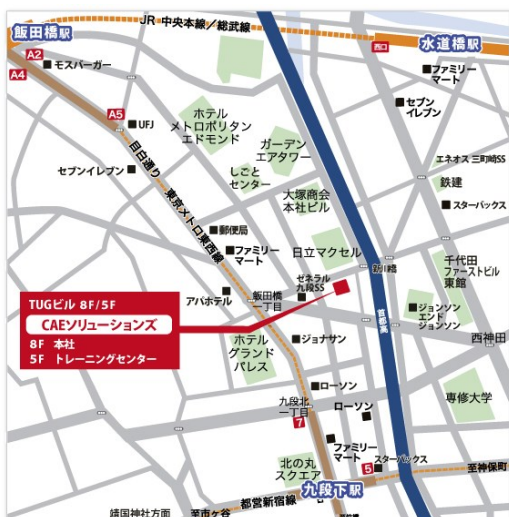 JR 中央本線／総武線
飯田橋駅
西口
水道橋駅
A2
モスバーガー
A4
ファミリー
マート
A5
UFJ
セブン
イレブン
ホテル
メトロポリタン
エドモンド
ガーデン
エアタワー
目白通り
東京メトロ東西線
セブンイレブン
しごと
センター
エネオス 三町崎SS
鉄建
大塚商会
本社ビル
スターバックス
郵便局
ファミリー
マート
日立マクセル
新川橋
千代田
ファーストビル
東館
ゼネラル
九段SS
アパホテル
飯田橋
一丁目
TUGビル 8F/5F
CAEソリューションズ
8F 本社
5F トレーニングセンター
ジョンソン
エンド
ジョンソン
首都高
西神田
ホテル
グランド
パレス
ジョナサン
ローソン
専修大学
九段北
一丁目
ローソン
7
ファミリー
マート
北の丸
スクエア
スターバックス
5
至神保町
九段下駅
都営新宿線
靖国神社方面
至市ヶ谷